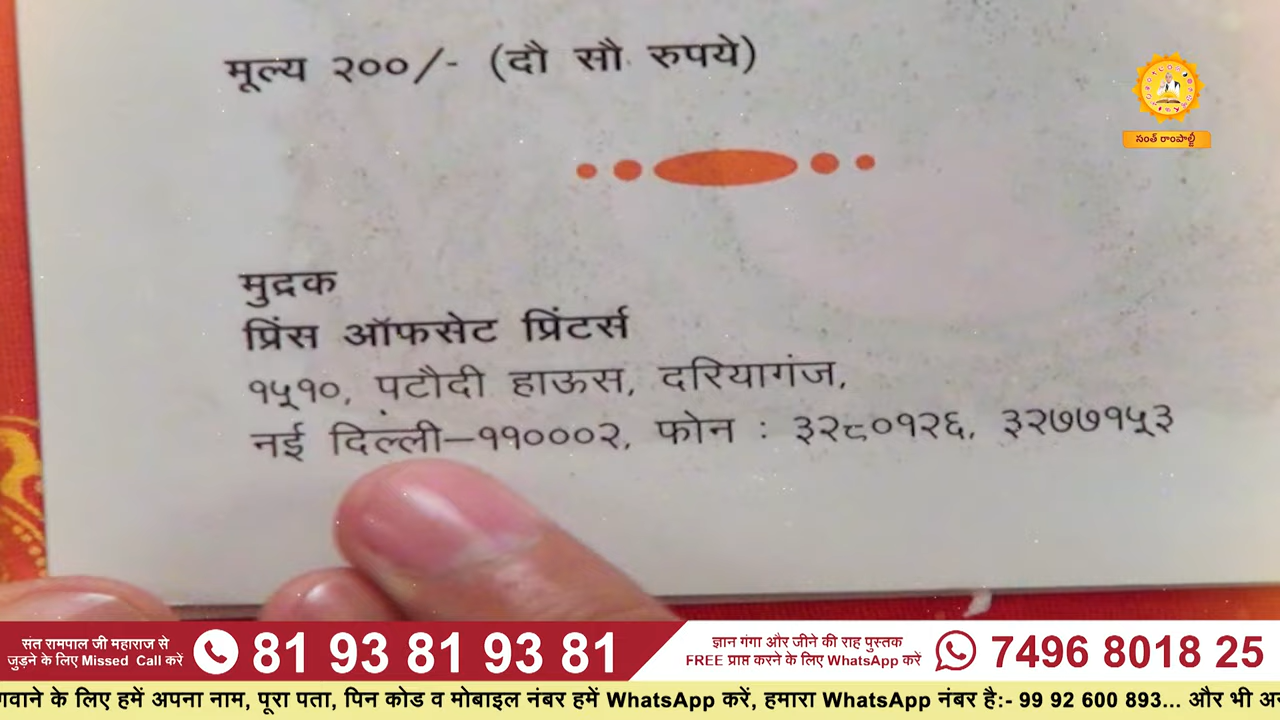 मूल्य २००/- (दौ सौ रुपये)
సంత్ రాంపాల్జీ
मुद्रक
प्रिंस ऑफसेट प्रिंटर्स
१५१०, पटौदी हाऊस, दरियागंज,
नई दिल्ली–११०००२, फोन : ३२८०१२६, ३२७७१५३
संत रामपाल जी महाराज से
जुड़ने के लिए Missed Call करें
81 93 81 93 81
ज्ञान गंगा और जीने की राह पुस्तक
FREE प्राप्त करने के लिए WhatsApp करें
7496 8018 25
के लिए हमें अपना नाम, पूरा पता, पिन कोड व मोबाइल नंबर हमें WhatsApp करें, हमारा WhatsApp नंबर है:- 99 92 600 893... और भी